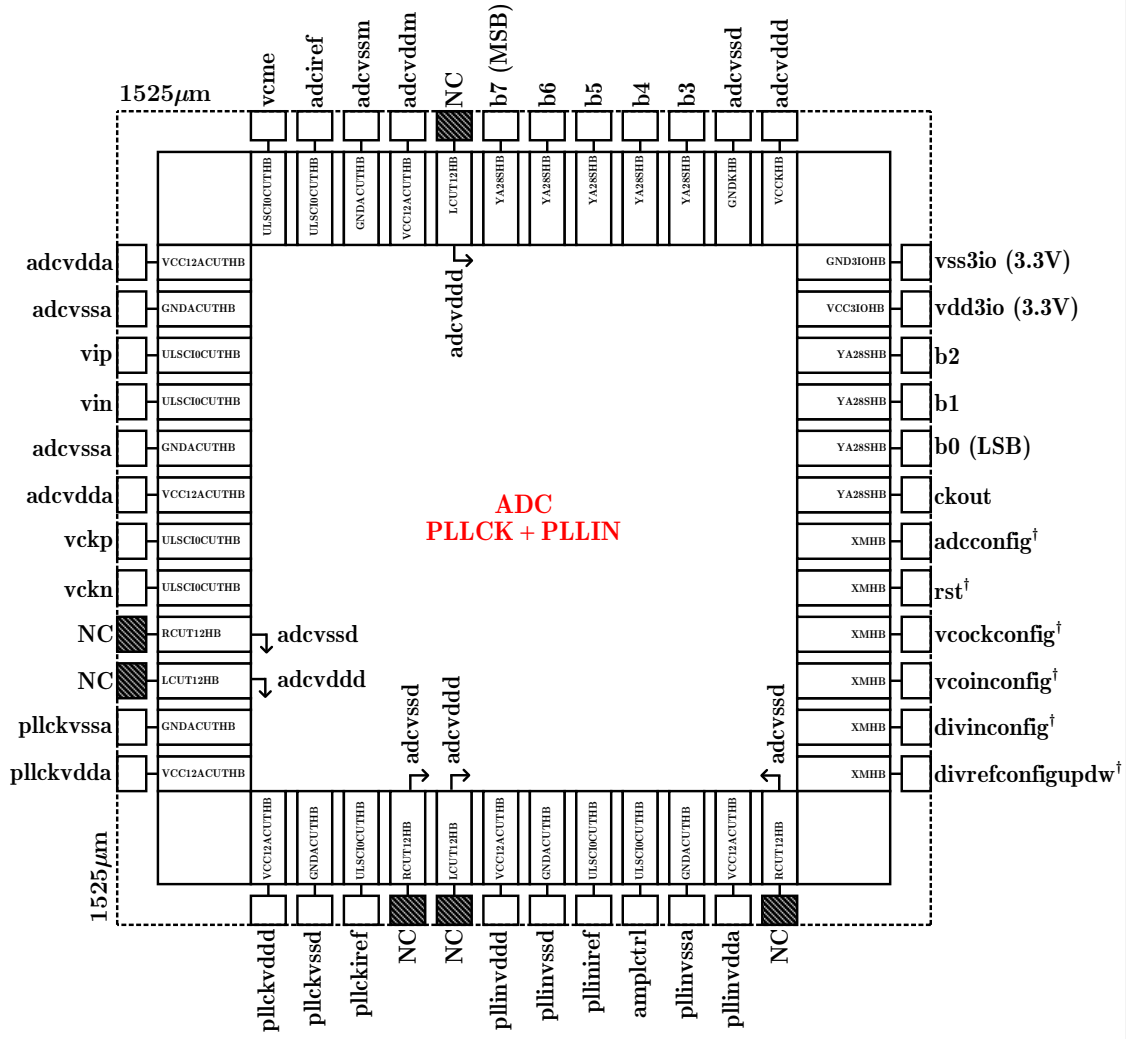 1525μm
vcme
adciref
adcvssm
adcvddm
NC
b7 (MSB)
b6
b5
b4
b3
adcvssd
adcvddd
ULSCI0CUTHB
ULSCI0CUTHB
GNDACUTHB
VCC12ACUTHB
LCUT12HB
YA28SHB
YA28SHB
YA28SHB
YA28SHB
YA28SHB
GNDKHB
VCCKHB
adcvddd
adcvdda
VCC12ACUTHB
adcvssa
GNDACUTHB
vip
ULSCI0CUTHB
vin
ULSCI0CUTHB
adcvssa
GNDACUTHB
adcvdda
VCC12ACUTHB
vckp
ULSCI0CUTHB
vckn
ULSCI0CUTHB
NC
RCUT12HB
adcvssd
NC
LCUT12HB
adcvddd
pllckvssa
GNDACUTHB
pllckvdda
VCC12ACUTHB
ADC
PLLCK + PLLIN
GND3IOHB
vss3io (3.3V)
VCC3IOHB
vdd3io (3.3V)
YA28SHB
b2
YA28SHB
b1
YA28SHB
b0 (LSB)
YA28SHB
ckout
XMHB
adcconfig†
XMHB
rst†
XMHB
vcockconfig†
XMHB
vcoinconfig†
XMHB
divinconfig†
XMHB
divrefconfigupdw†
adcvssd
adcvddd
adcvssd
VCC12ACUTHB
GNDACUTHB
ULSCI0CUTHB
RCUT12HB
LCUT12HB
VCC12ACUTHB
GNDACUTHB
ULSCI0CUTHB
ULSCI0CUTHB
GNDACUTHB
VCC12ACUTHB
RCUT12HB
1525μm
pllckvddd
pllckvssd
pllckiref
NC
NC
pllinvddd
pllinvssd
plliniref
amplctrl
pllinvssa
pllinvdda
NC